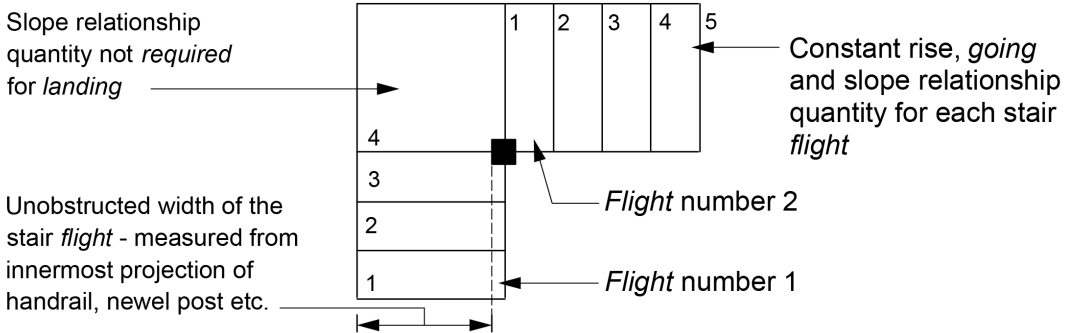 Slope relationship
quantity not required
for landing
1 2 3 4 5
Constant rise, going
and slope relationship
quantity for each stair
flight
4
3
2
1
Flight number 2
Unobstructed width of the
stair flight - measured from
innermost projection of
handrail, newel post etc.
Flight number 1